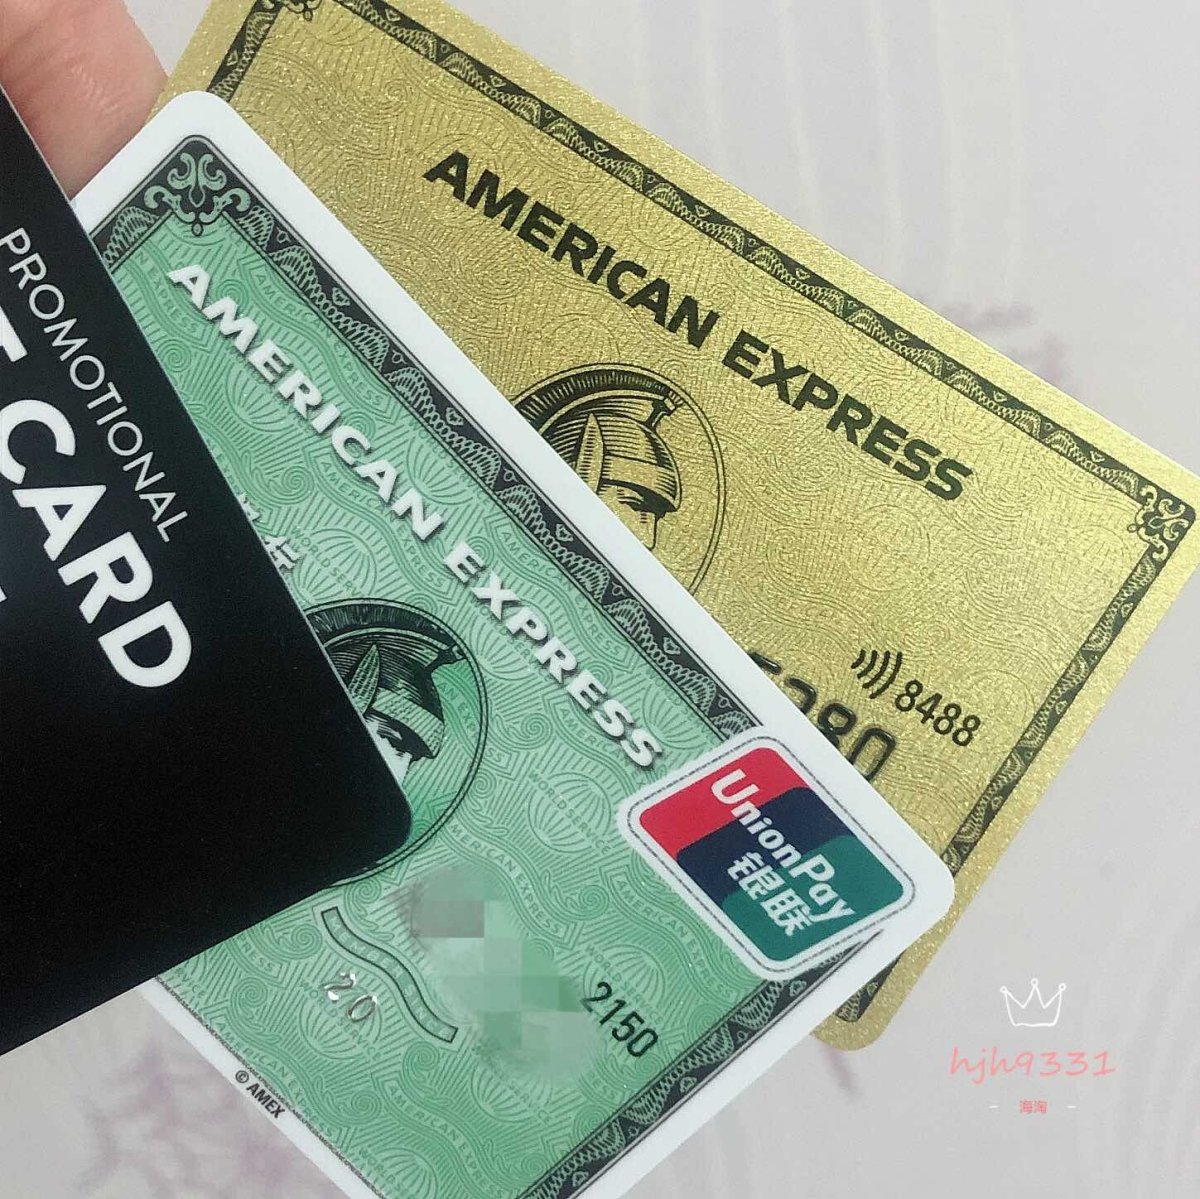 AMERICAN EXPRESS
8488
PROMOTIONAL
CARD
AMERICAN EXPRESS
UnionPay
银联
2150
20
© AMEX
hjh9331
海淘